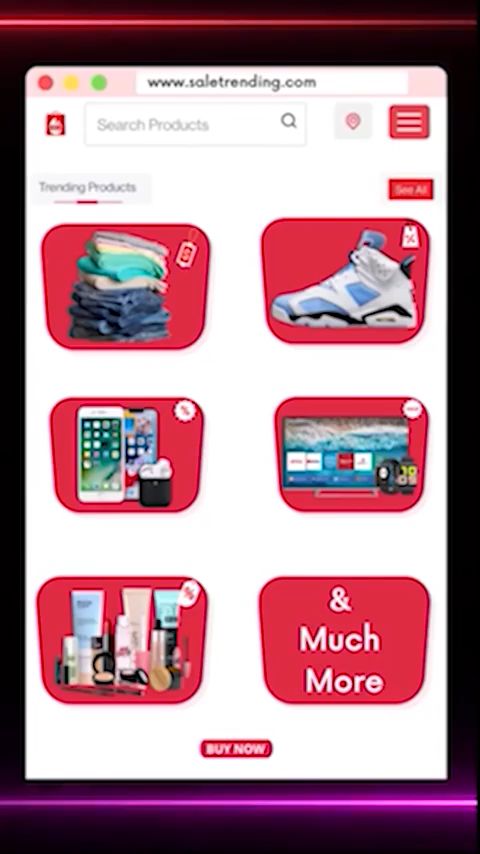 www.saletrending.com
Search Products
Trending Products
See All
&
Much
More
BUY NOW